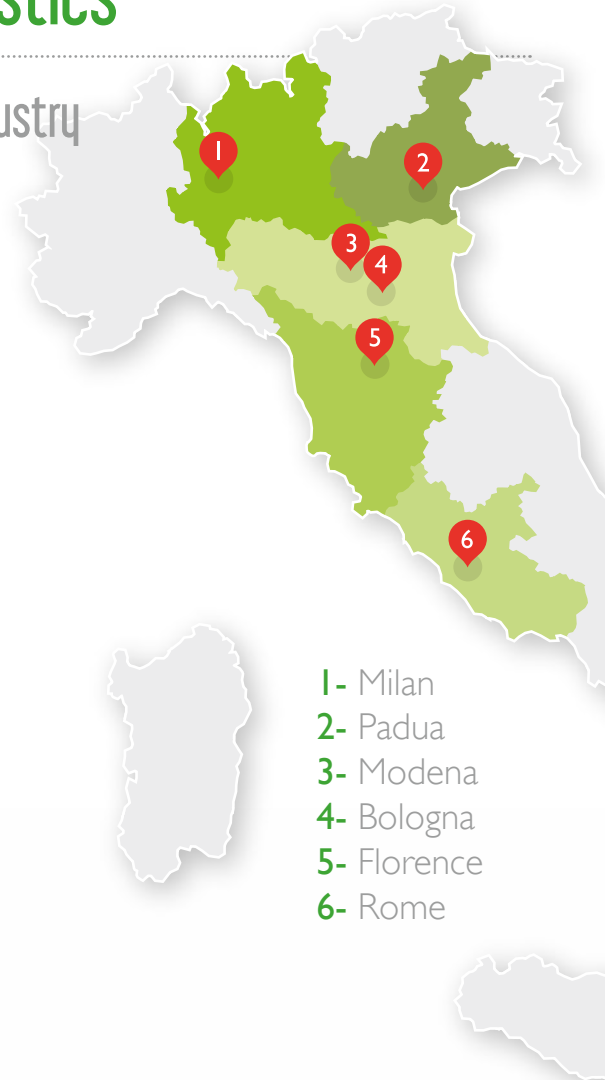 stics
ustry
1
2
3
4
5
6
1- Milan
2- Padua
3- Modena
4- Bologna
5- Florence
6- Rome